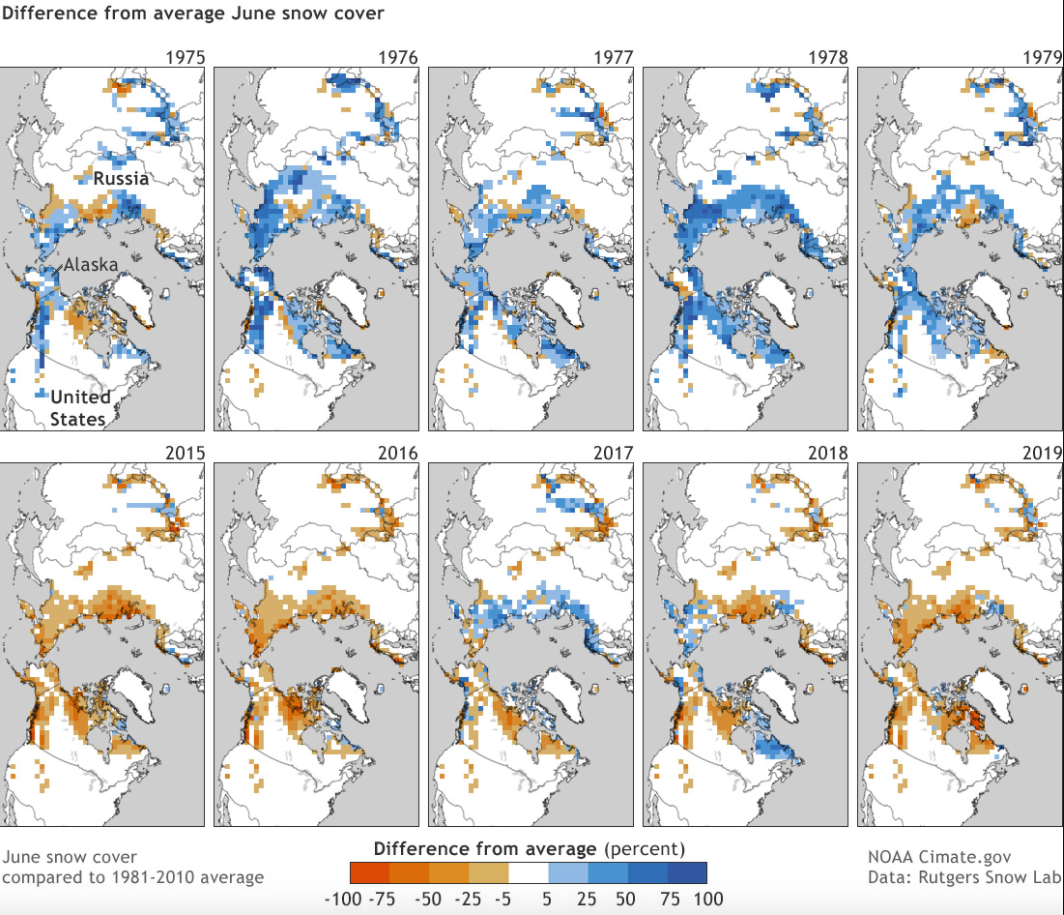 Difference from average June snow cover
1975 1976 1977 1978 1979
Russia
Alaska
United
States
2015 2016 2017 2018 2019
Difference from average (percent)
-100 -75 -50 -25 -5 5 25 50 75 100
June snow cover
compared to 1981-2010 average
NOAA Cimate.gov
Data: Rutgers Snow Lab